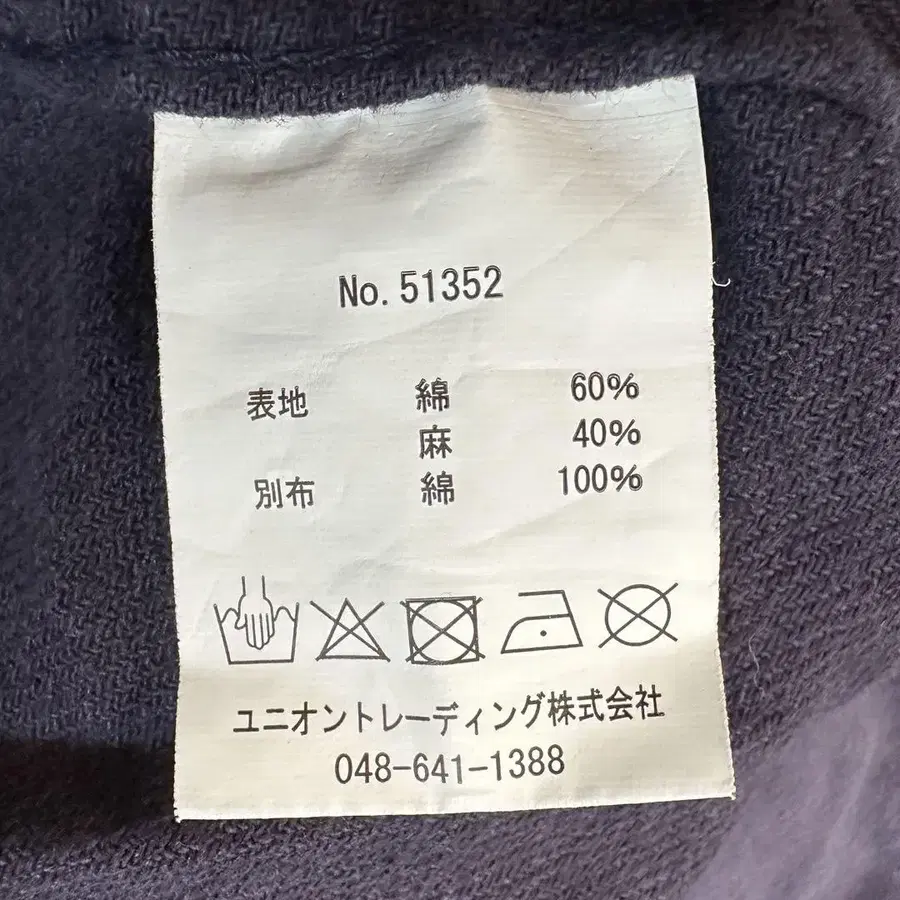 No. 51352
表地 綿 60%
麻 40%
別布 綿 100%
ユニオントレーディング株式会社
048-641-1388